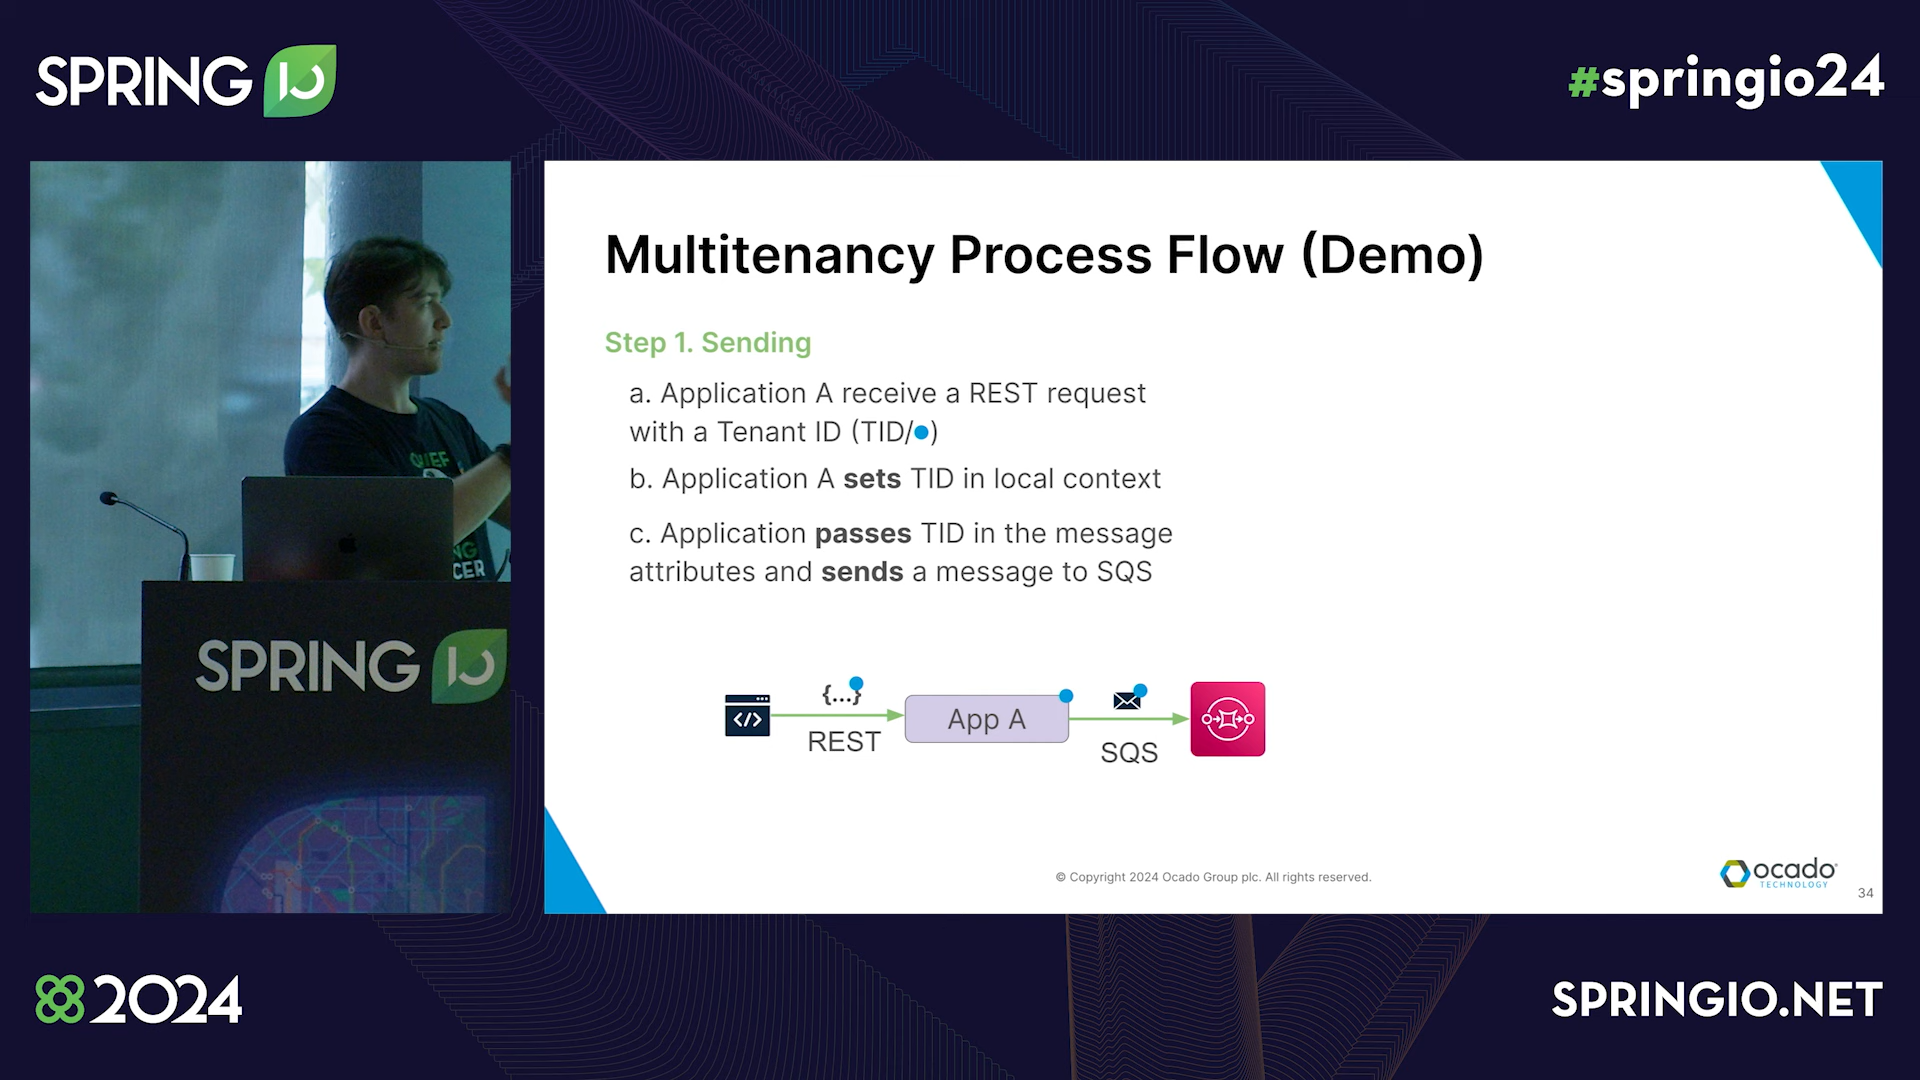 SPRING IO
#springio24
Multitenancy Process Flow (Demo)
Step 1. Sending
a. Application A receive a REST request
with a Tenant ID (TID/●)
b. Application A sets TID in local context
c. Application passes TID in the message
attributes and sends a message to SQS
{...}
</>
REST
App A
SQS
© Copyright 2024 Ocado Group plc. All rights reserved.
ocado
TECHNOLOGY
34
SPRING IO
2024
SPRINGIO.NET